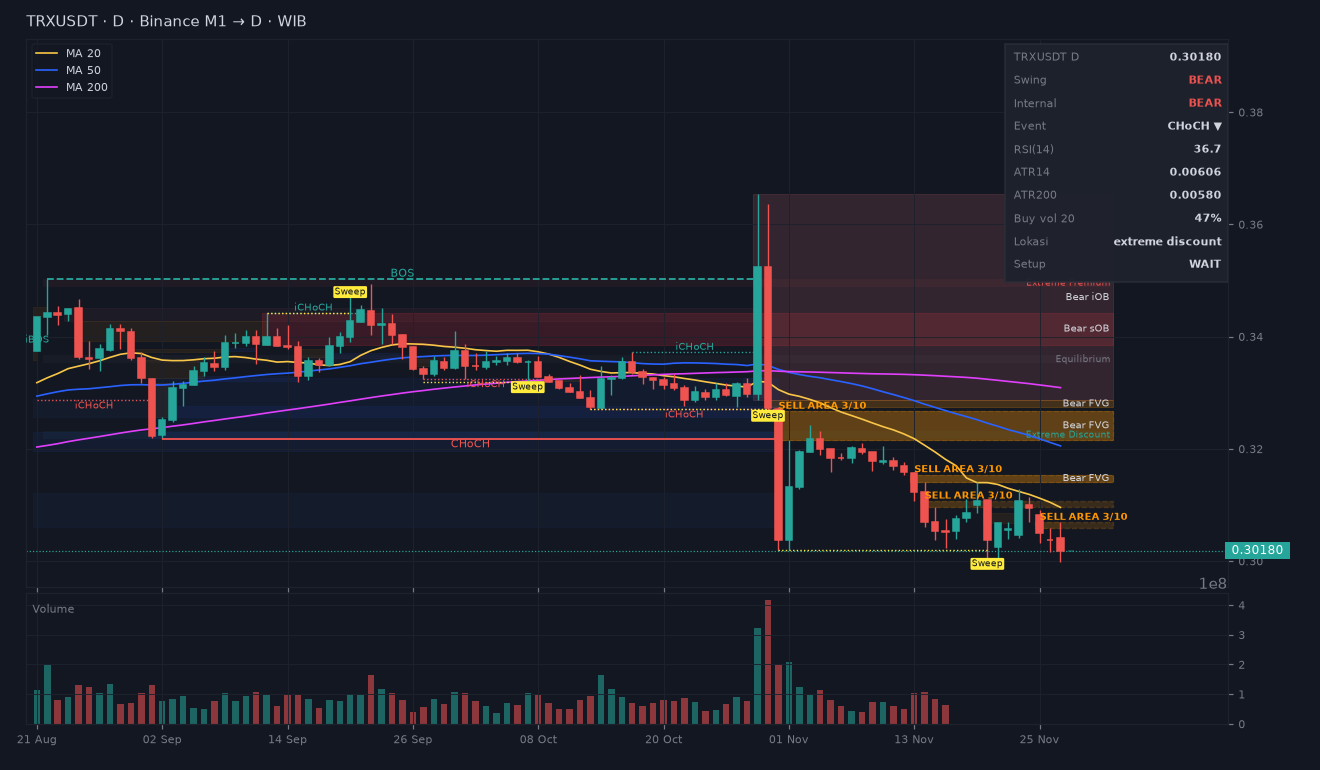 TRXUSDT · D · Binance M1 → D · WIB
MA 20
MA 50
MA 200
TRXUSDT D 0.30180
Swing BEAR
Internal BEAR
Event CHoCH ▼
RSI(14) 36.7
ATR14 0.00606
ATR200 0.00580
Buy vol 20 47%
Lokasi extreme discount
Setup WAIT
0.38
0.36
0.34
0.32
0.30
0.30180
Extreme Premium
Bear iOB
Bear sOB
Equilibrium
Bear FVG
Bear FVG
Extreme Discount
Bear FVG
BOS
Sweep
iCHoCH
iBOS
iCHoCH
iCHoCH
Sweep
iCHoCH
iCHoCH
iCHoCH
SELL AREA 3/10
Sweep
CHoCH
SELL AREA 3/10
SELL AREA 3/10
SELL AREA 3/10
Sweep
1e8
Volume
4
3
2
1
0
21 Aug
02 Sep
14 Sep
26 Sep
08 Oct
20 Oct
01 Nov
13 Nov
25 Nov